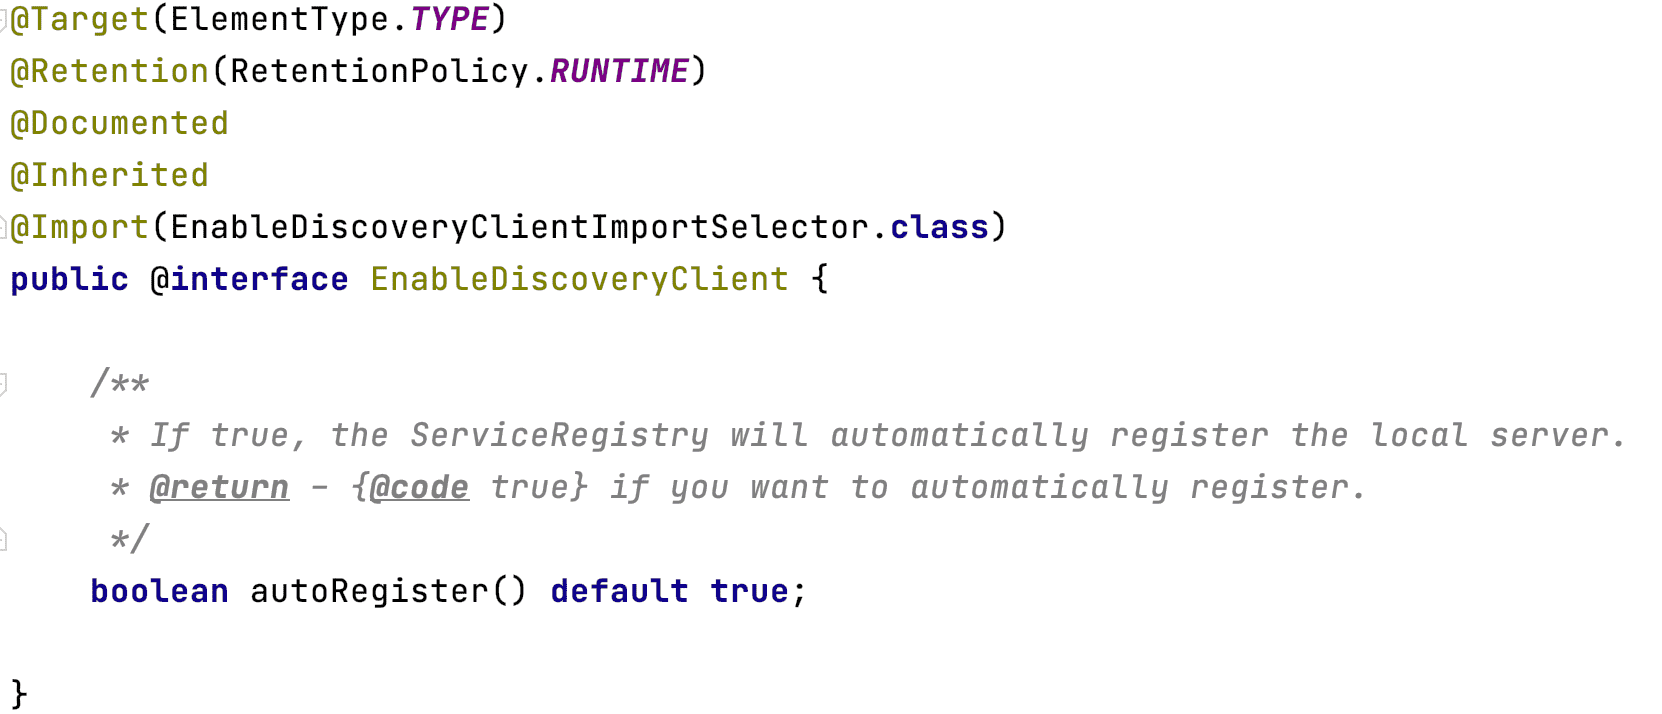 @Target(ElementType.TYPE)
@Retention(RetentionPolicy.RUNTIME)
@Documented
@Inherited
@Import(EnableDiscoveryClientImportSelector.class)
public @interface EnableDiscoveryClient {
/**
* If true, the ServiceRegistry will automatically register the local server.
* @return - {@code true} if you want to automatically register.
*/
boolean autoRegister() default true;
}